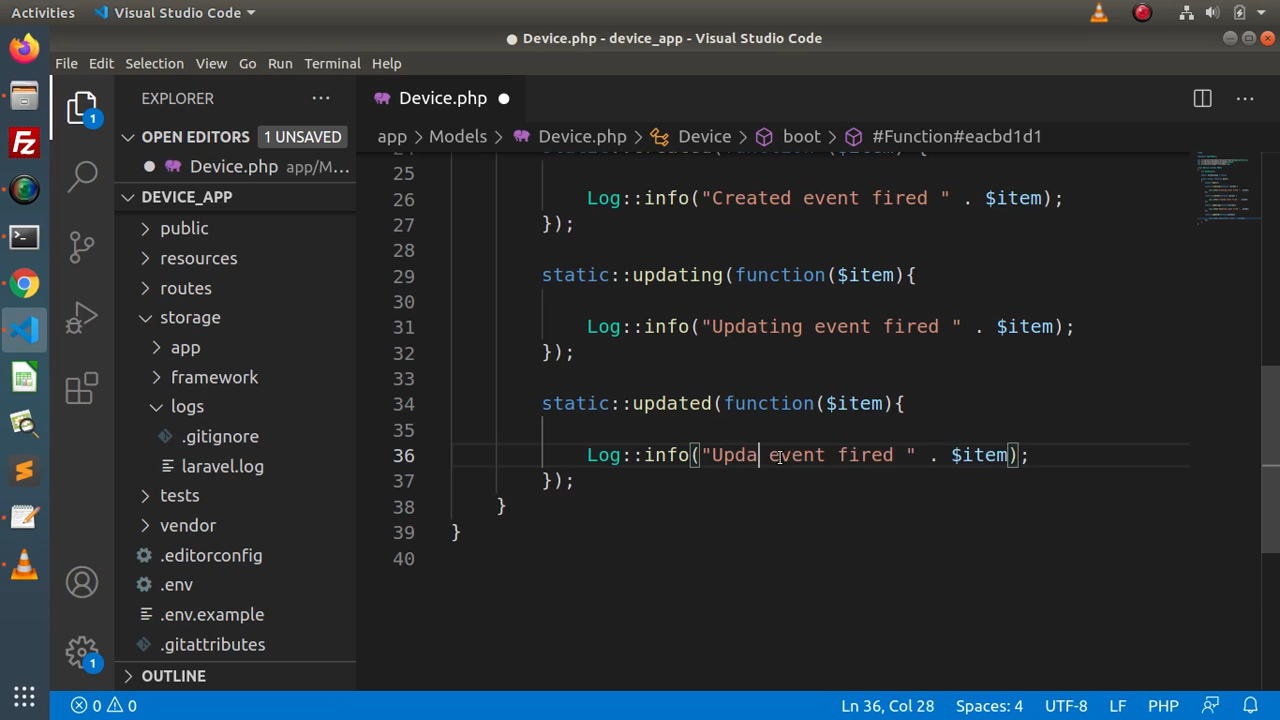 Activities Visual Studio Code
Device.php - device_app - Visual Studio Code
File Edit Selection View Go Run Terminal Help
EXPLORER
Device.php
OPEN EDITORS 1 UNSAVED
Device.php app/M...
app Models Device.php Device boot #Function#eacbd1d1
DEVICE_APP
public
resources
routes
storage
app
framework
logs
.gitignore
laravel.log
tests
vendor
.editorconfig
.env
.env.example
.gitattributes
OUTLINE
25
26 Log::info("Created event fired " . $item);
27 });
28
29 static::updating(function($item){
30
31 Log::info("Updating event fired " . $item);
32 });
33
34 static::updated(function($item){
35
36 Log::info("Upda event fired " . $item);
37 });
38 }
39 }
40
1
1
0 0
Ln 36, Col 28 Spaces: 4 UTF-8 LF PHP